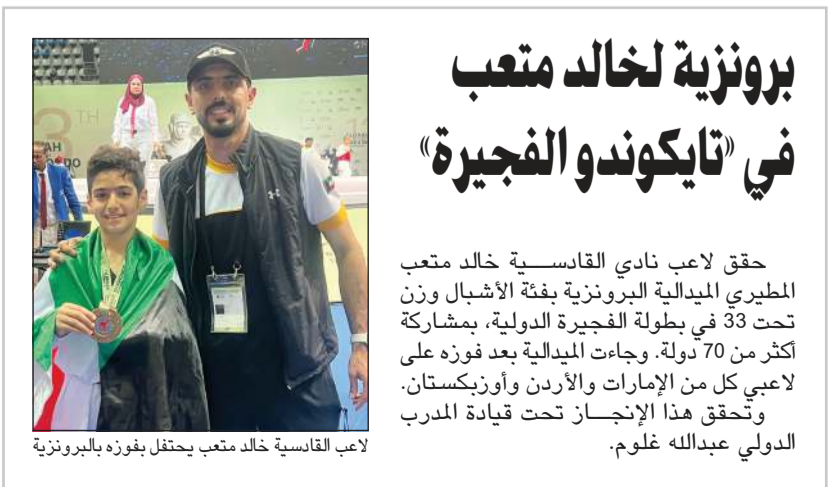 برونزية لخالد متعب
في «تايكوندو الفجيرة»
حقق لاعب نادي القادسية خالد متعب
المطيري الميدالية البرونزية بفئة الأشبال وزن
تحت 33 في بطولة الفجيرة الدولية، بمشاركة
أكثر من 70 دولة. وجاءت الميدالية بعد فوزه على
لاعبي كل من الإمارات والأردن وأوزبكستان.
وتحقق هذا الإنجاز تحت قيادة المدرب
الدولي عبدالله غلوم.
3TH
AH
لاعب القادسية خالد متعب يحتفل بفوزه بالبرونزية